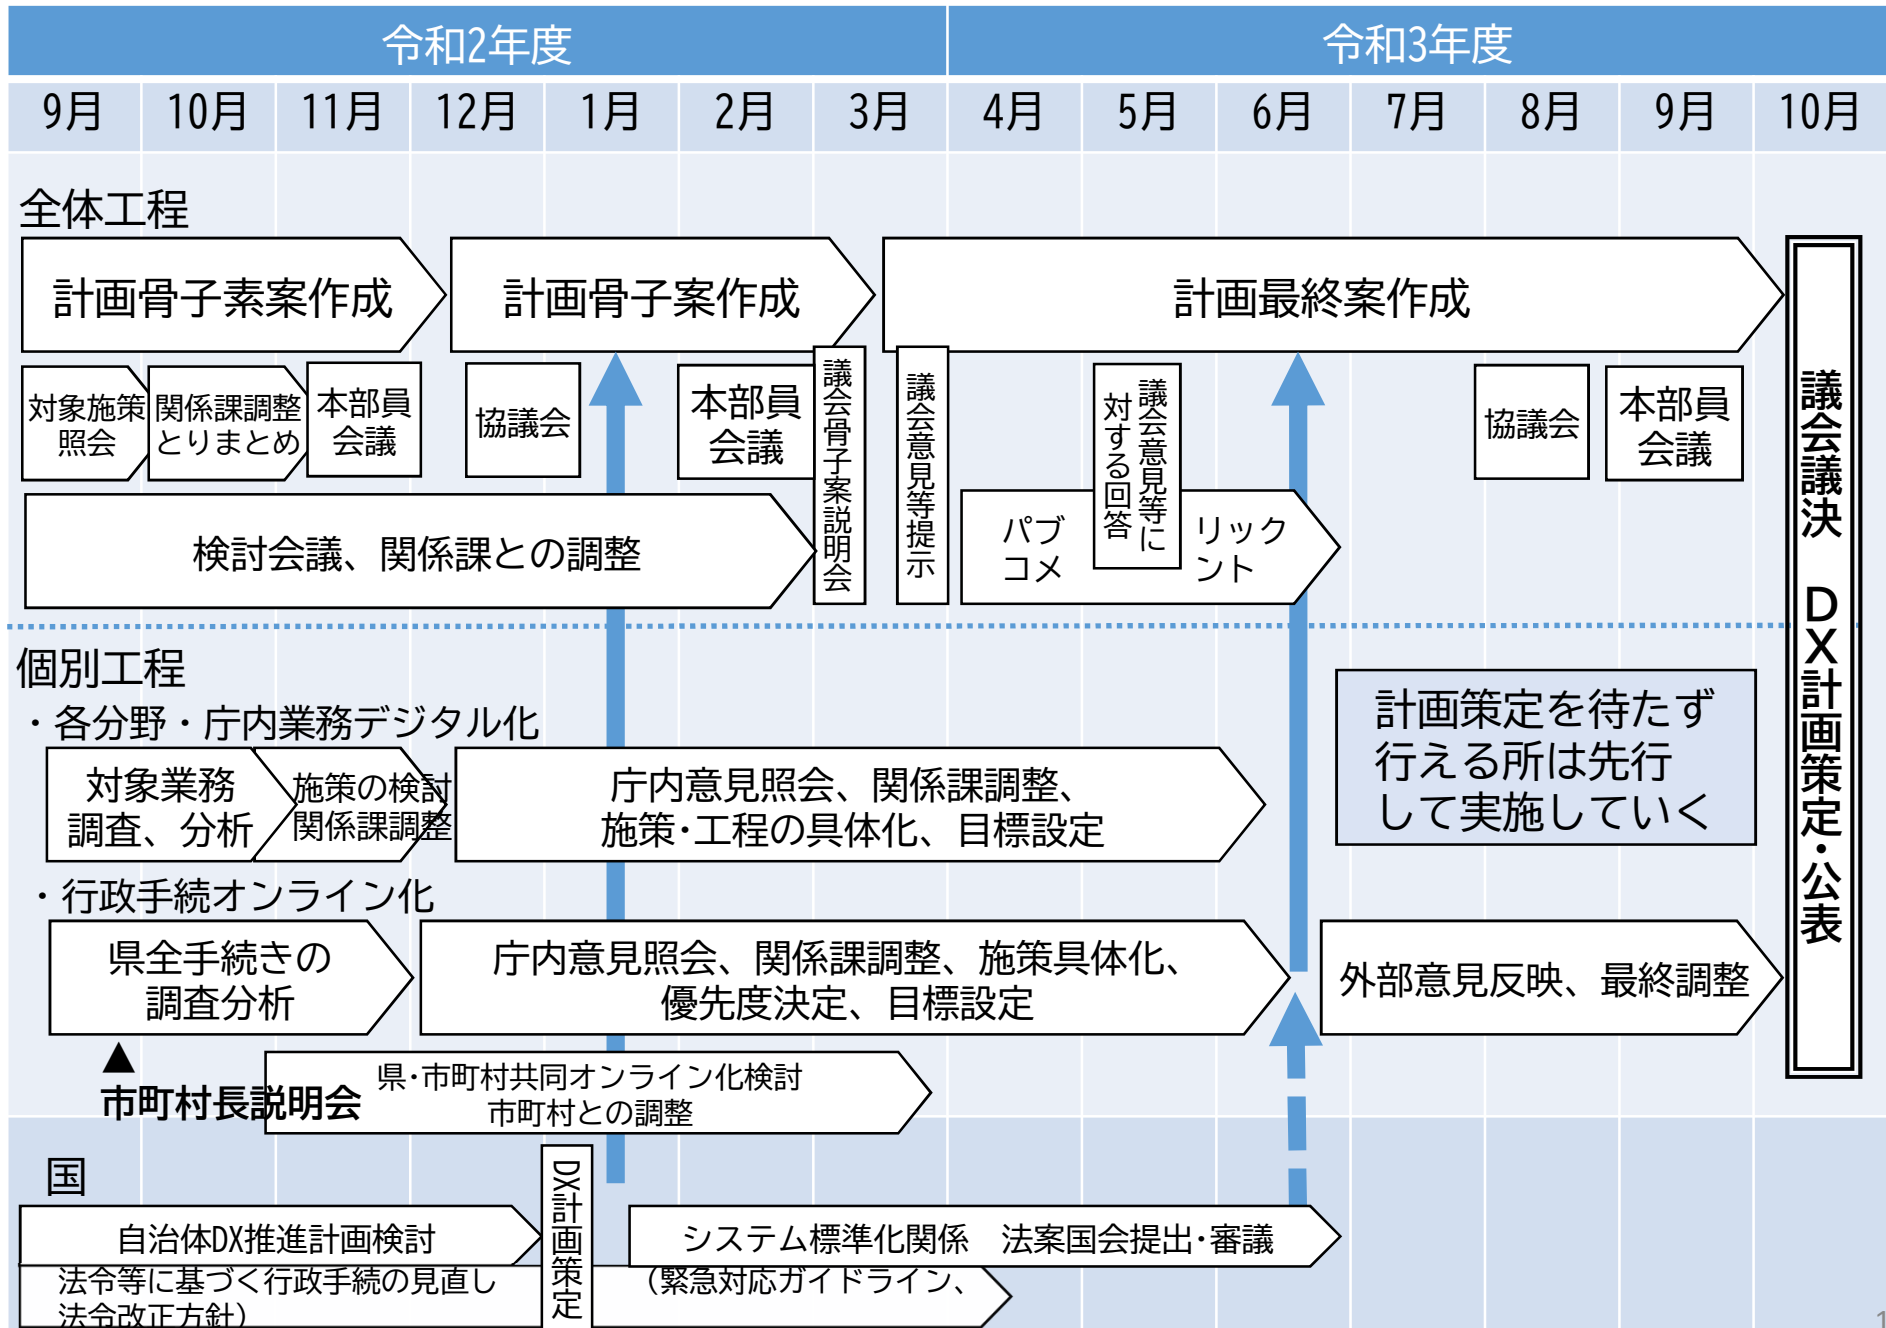 令和2年度
令和3年度
9月
10月
11月
12月
1月
2月
3月
4月
5月
6月
7月
8月
9月
10月
全体工程
計画骨子素案作成
計画骨子案作成
計画最終案作成
対象施策
照会
関係課調整
とりまとめ
本部員
会議
協議会
本部員
会議
議会骨子案説明会
議会意見等提示
議会意見等に
対する回答
協議会
本部員
会議
検討会議、関係課との調整
パブ
コメ
リック
ント
議会議決 DX計画策定・公表
個別工程
・各分野・庁内業務デジタル化
対象業務
調査、分析
施策の検討
関係課調整
庁内意見照会、関係課調整、
施策・工程の具体化、目標設定
計画策定を待たず
行える所は先行
して実施していく
・行政手続オンライン化
県全手続きの
調査分析
庁内意見照会、関係課調整、施策具体化、
優先度決定、目標設定
外部意見反映、最終調整
▲
市町村長説明会
県・市町村共同オンライン化検討
市町村との調整
国
自治体DX推進計画検討
DX計画策定
システム標準化関係 法案国会提出・審議
法令等に基づく行政手続の見直し
(緊急対応ガイドライン、
法令改正方針)
1